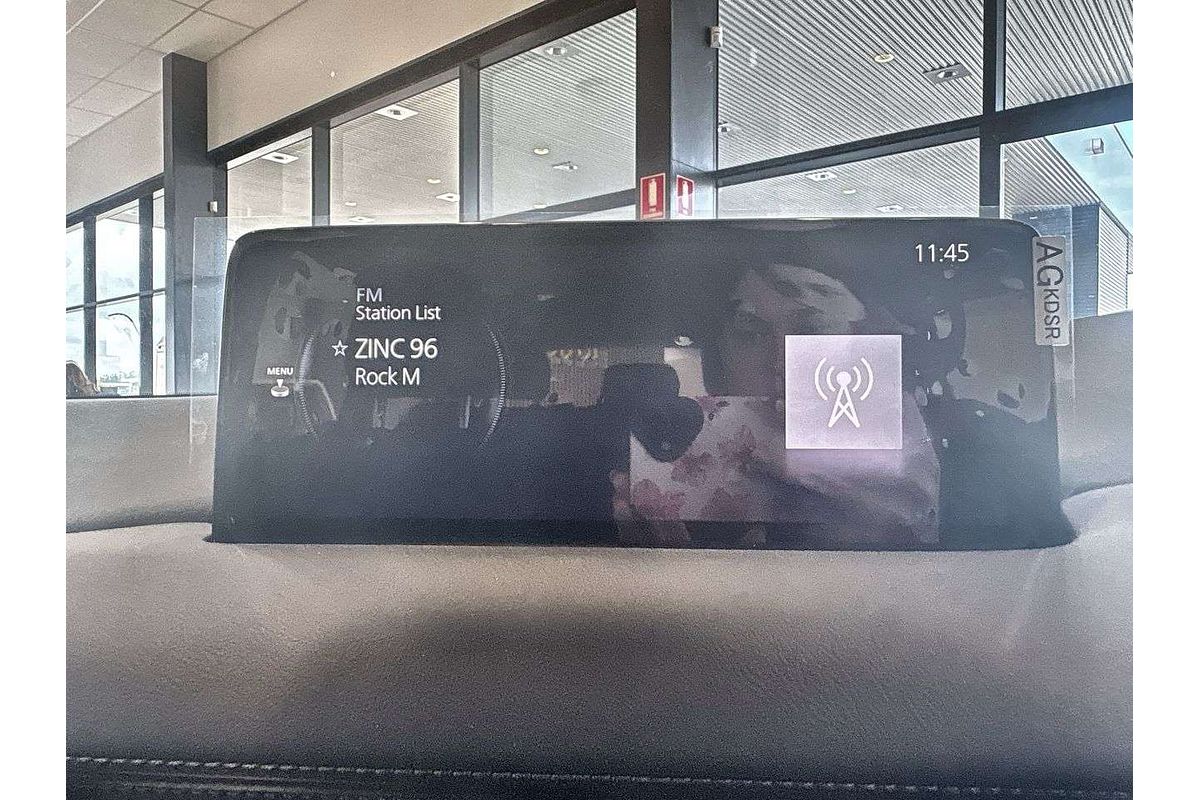 11:45
FM
Station List
☆ ZINC 96
Rock M
MENU
AG KDSR